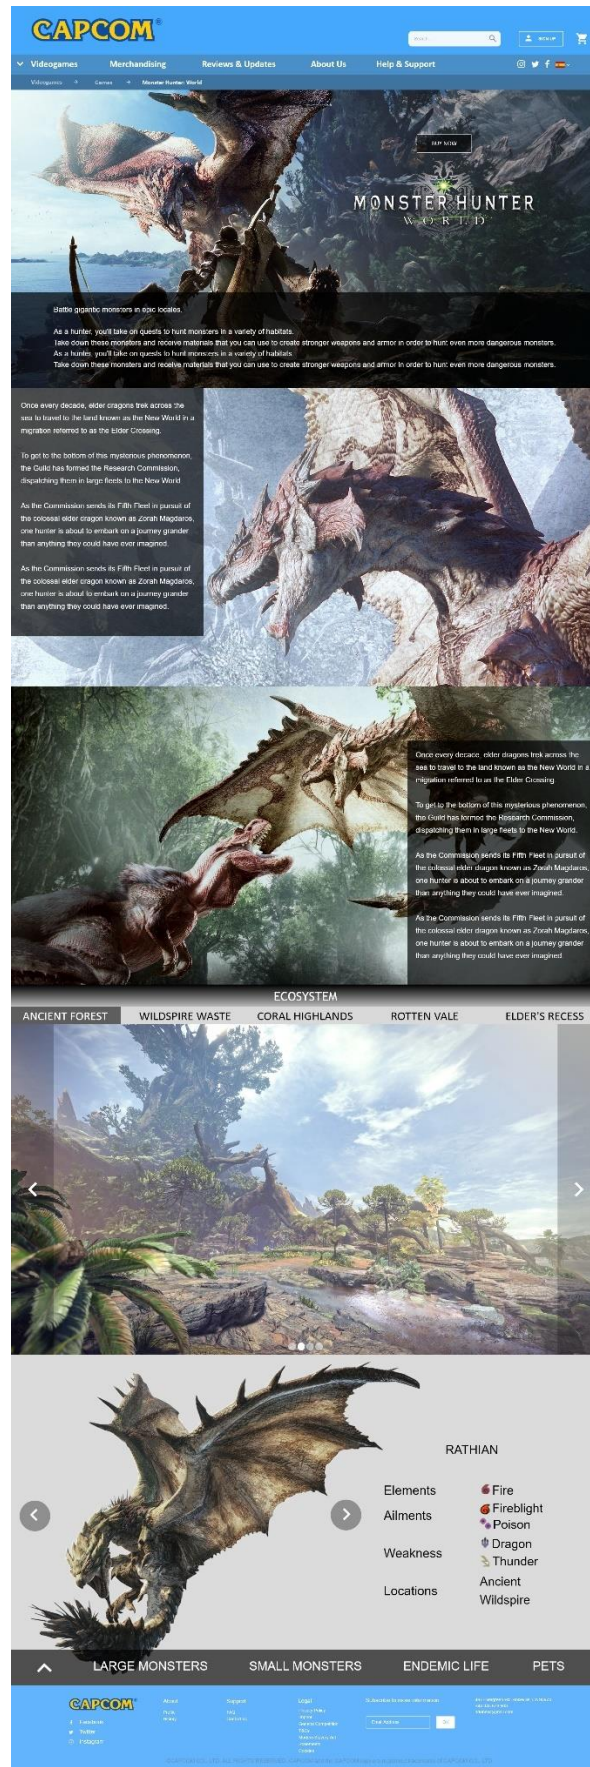 CAPCOM®
SIGN UP
Videogames Merchandising Reviews & Updates About Us Help & Support
Videogames Games Monster Hunter: World
BUY NOW
MONSTER HUNTER
WORLD
Battle gigantic monsters in epic locales.
As a hunter, you'll take on quests to hunt monsters in a variety of habitats.
Take down these monsters and receive materials that you can use to create stronger weapons and armor in order to hunt even more dangerous monsters.
As a hunter, you'll take on quests to hunt monsters in a variety of habitats.
Take down these monsters and receive materials that you can use to create stronger weapons and armor in order to hunt even more dangerous monsters.
Once every decade, elder dragons trek across the
sea to travel to the land known as the New World in a
migration referred to as the Elder Crossing.
To get to the bottom of this mysterious phenomenon,
the Guild has formed the Research Commission,
dispatching them in large fleets to the New World
As the Commission sends its Fifth Fleet in pursuit of
the colossal elder dragon known as Zorah Magdaros,
one hunter is about to embark on a journey grander
than anything they could have ever imagined.
As the Commission sends its Fifth Fleet in pursuit of
the colossal elder dragon known as Zorah Magdaros,
one hunter is about to embark on a journey grander
than anything they could have ever imagined.
Once every decade, elder dragons trek across the
sea to travel to the land known as the New World in a
migration referred to as the Elder Crossing
To get to the bottom of this mysterious phenomenon,
the Guild has formed the Research Commission,
dispatching them in large fleets to the New World.
As the Commission sends its Fifth Fleet in pursuit of
the colossal elder dragon known as Zorah Magdaros,
one hunter is about to embark on a journey grander
than anything they could have ever imagined.
As the Commission sends its Fifth Fleet in pursuit of
the colossal elder dragon known as Zorah Magdaros,
one hunter is about to embark on a journey grander
than anything they could have ever imagined
ECOSYSTEM
ANCIENT FOREST WILDSPIRE WASTE CORAL HIGHLANDS ROTTEN VALE ELDER'S RECESS
RATHIAN
Elements Fire
Ailments Fireblight
Poison
Weakness Dragon
Thunder
Locations Ancient
Wildspire
LARGE MONSTERS SMALL MONSTERS ENDEMIC LIFE PETS
CAPCOM
About Support Legal
Facebook
Twitter
Instagram